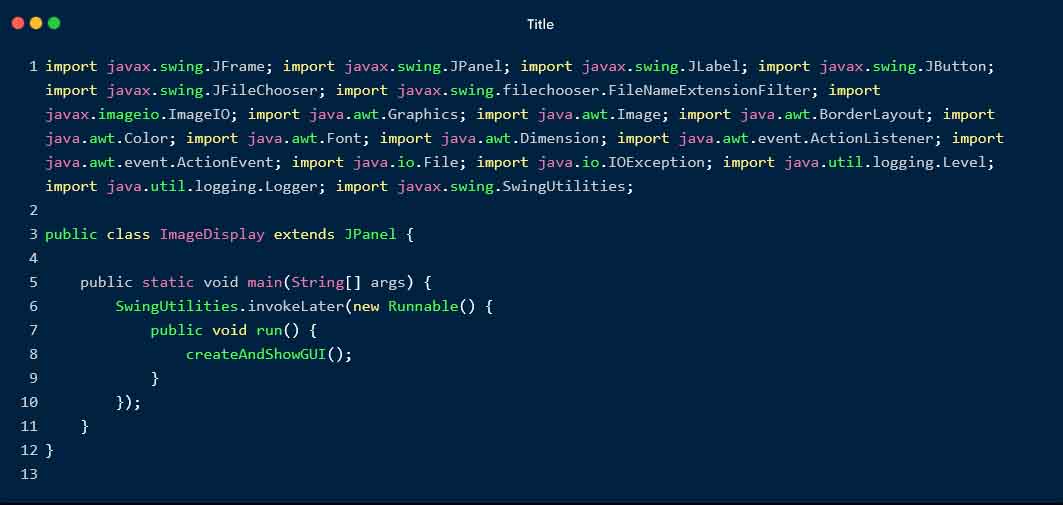 Title
1 import javax.swing.JFrame; import javax.swing.JPanel; import javax.swing.JLabel; import javax.swing.JButton;
import javax.swing.JFileChooser; import javax.swing.filechooser.FileNameExtensionFilter; import
javax.imageio.ImageIO; import java.awt.Graphics; import java.awt.Image; import java.awt.BorderLayout; import
java.awt.Color; import java.awt.Font; import java.awt.Dimension; import java.awt.event.ActionListener; import
java.awt.event.ActionEvent; import java.io.File; import java.io.IOException; import java.util.logging.Level;
import java.util.logging.Logger; import javax.swing.SwingUtilities;
2
3 public class ImageDisplay extends JPanel {
4
5     public static void main(String[] args) {
6         SwingUtilities.invokeLater(new Runnable() {
7             public void run() {
8                 createAndShowGUI();
9             }
10         });
11     }
12 }
13